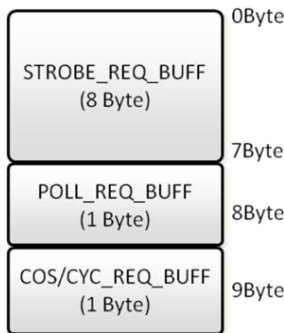 0Byte
STROBE_REQ_BUFF
(8 Byte)
7Byte
POLL_REQ_BUFF
(1 Byte)
8Byte
COS/CYC_REQ_BUFF
(1 Byte)
9Byte